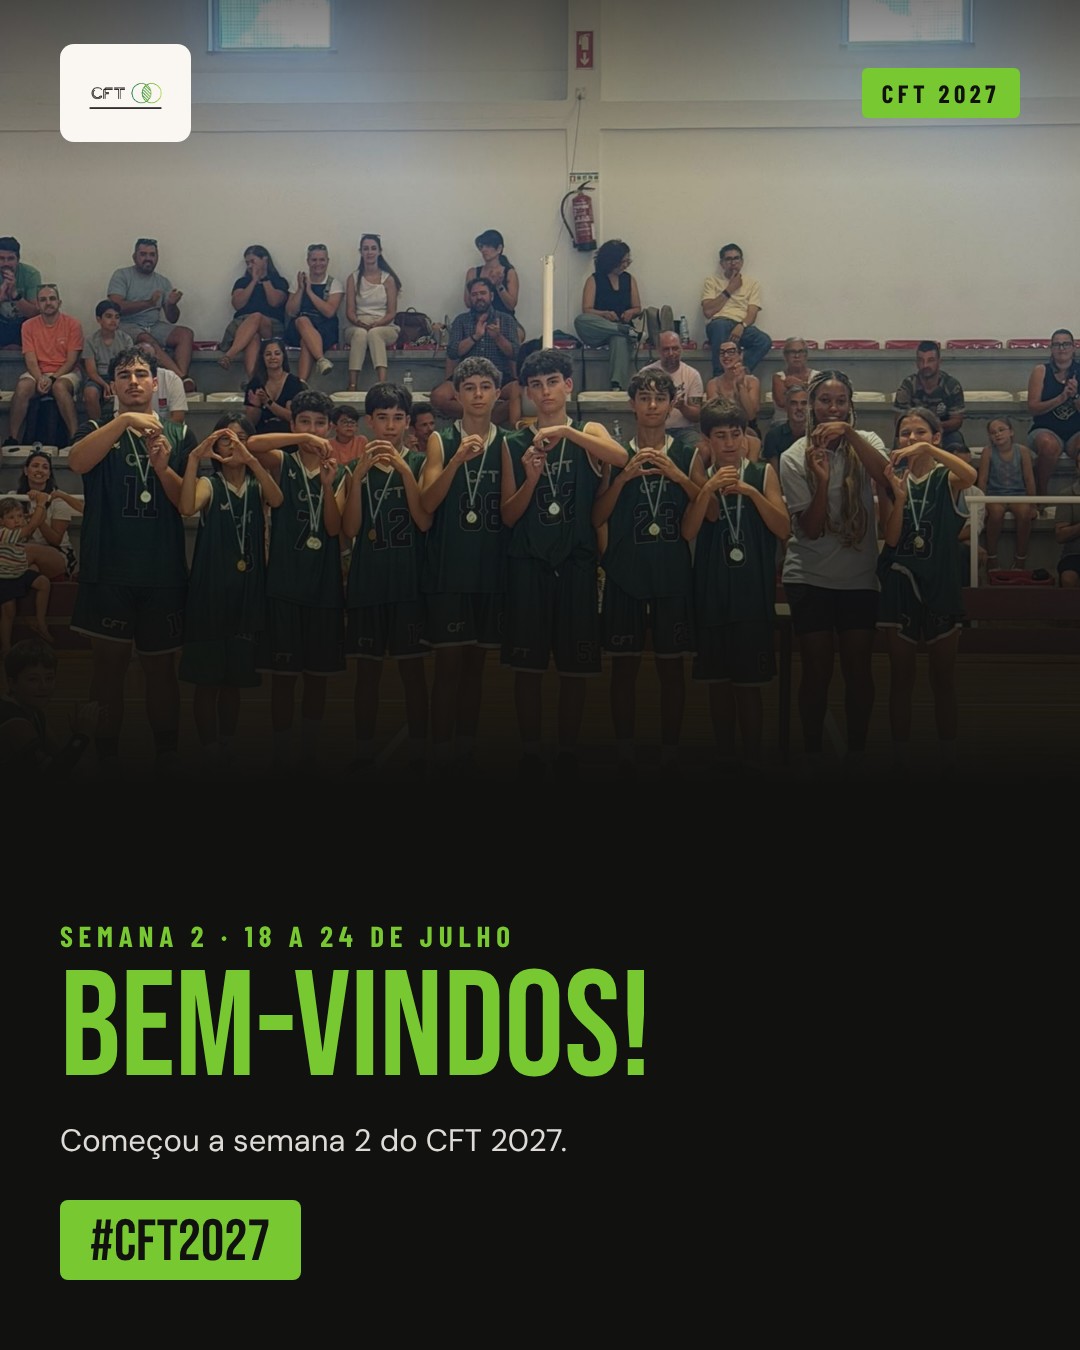 CFT
CFT 2027
SEMANA 2 · 18 A 24 DE JULHO
BEM-VINDOS!
Começou a semana 2 do CFT 2027.
#CFT2027